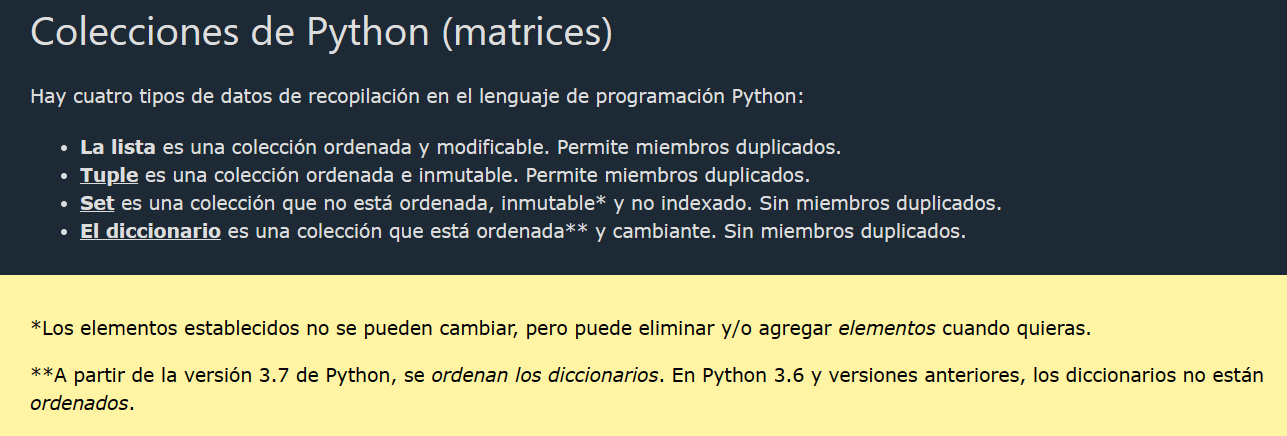 Colecciones de Python (matrices)
Hay cuatro tipos de datos de recopilación en el lenguaje de programación Python:
• La lista es una colección ordenada y modificable. Permite miembros duplicados.
• Tuple es una colección ordenada e inmutable. Permite miembros duplicados.
• Set es una colección que no está ordenada, inmutable* y no indexado. Sin miembros duplicados.
• El diccionario es una colección que está ordenada** y cambiante. Sin miembros duplicados.
*Los elementos establecidos no se pueden cambiar, pero puede eliminar y/o agregar elementos cuando quieras.
**A partir de la versión 3.7 de Python, se ordenan los diccionarios. En Python 3.6 y versiones anteriores, los diccionarios no están
ordenados.